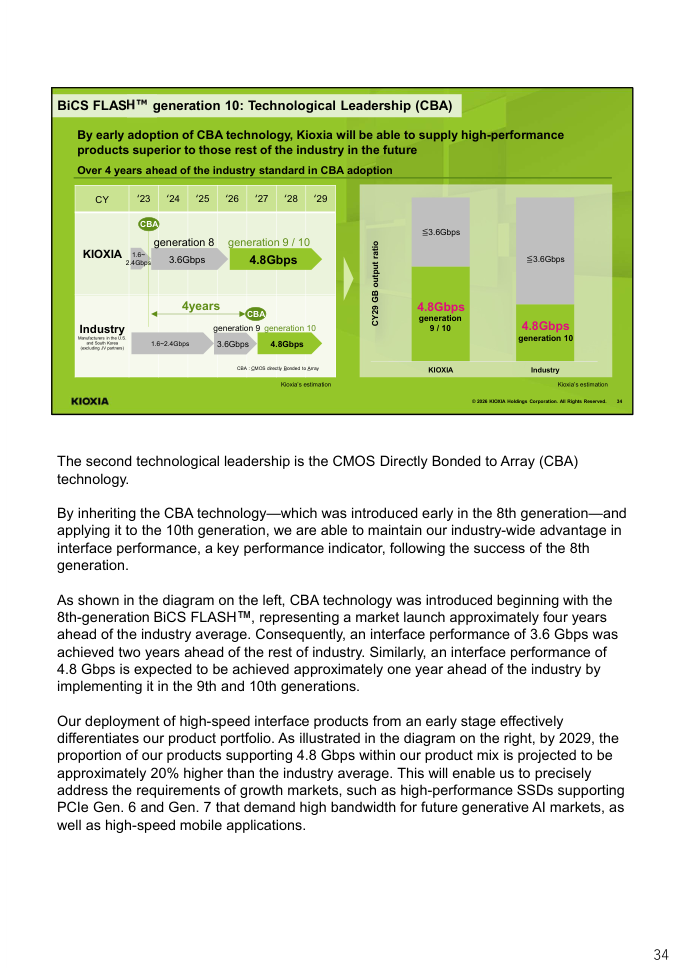 BiCS FLASH™ generation 10: Technological Leadership (CBA)
By early adoption of CBA technology, Kioxia will be able to supply high-performance
products superior to those rest of the industry in the future
Over 4 years ahead of the industry standard in CBA adoption
CY ‘23 ‘24 ‘25 ‘26 ‘27 ‘28 ‘29
CBA
KIOXIA
generation 8 generation 9 / 10
1.6~
2.4Gbps
3.6Gbps 4.8Gbps
4years
CBA
Industry
Manufacturers in the U.S.
and South Korea
(excluding JV partners)
generation 9 generation 10
1.6~2.4Gbps 3.6Gbps 4.8Gbps
CBA : CMOS directly Bonded to Array
Kioxia’s estimation
CY29 GB output ratio
≦3.6Gbps
4.8Gbps
generation
9 / 10
KIOXIA
≦3.6Gbps
4.8Gbps
generation 10
Industry
Kioxia’s estimation
KIOXIA
© 2026 KIOXIA Holdings Corporation. All Rights Reserved. 34
The second technological leadership is the CMOS Directly Bonded to Array (CBA)
technology.
By inheriting the CBA technology—which was introduced early in the 8th generation—and
applying it to the 10th generation, we are able to maintain our industry-wide advantage in
interface performance, a key performance indicator, following the success of the 8th
generation.
As shown in the diagram on the left, CBA technology was introduced beginning with the
8th-generation BiCS FLASH™, representing a market launch approximately four years
ahead of the industry average. Consequently, an interface performance of 3.6 Gbps was
achieved two years ahead of the rest of industry. Similarly, an interface performance of
4.8 Gbps is expected to be achieved approximately one year ahead of the industry by
implementing it in the 9th and 10th generations.
Our deployment of high-speed interface products from an early stage effectively
differentiates our product portfolio. As illustrated in the diagram on the right, by 2029, the
proportion of our products supporting 4.8 Gbps within our product mix is projected to be
approximately 20% higher than the industry average. This will enable us to precisely
address the requirements of growth markets, such as high-performance SSDs supporting
PCIe Gen. 6 and Gen. 7 that demand high bandwidth for future generative AI markets, as
well as high-speed mobile applications.
34